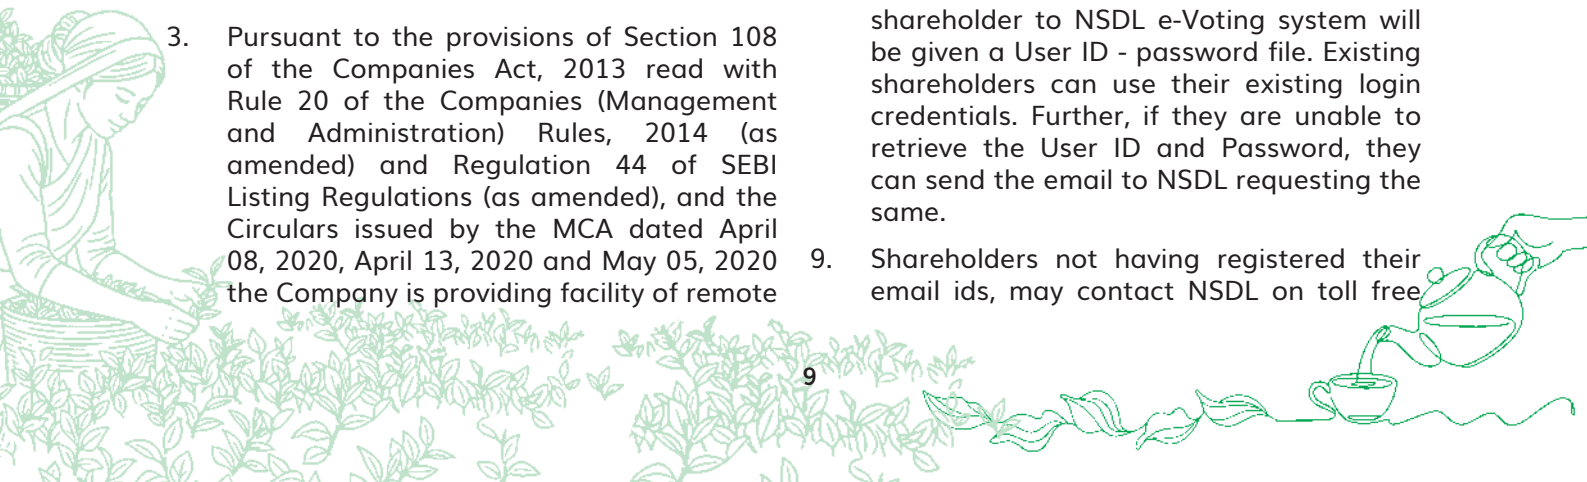 3. Pursuant to the provisions of Section 108
of the Companies Act, 2013 read with
Rule 20 of the Companies (Management
and Administration) Rules, 2014 (as
amended) and Regulation 44 of SEBI
Listing Regulations (as amended), and the
Circulars issued by the MCA dated April
08, 2020, April 13, 2020 and May 05, 2020
the Company is providing facility of remote
shareholder to NSDL e-Voting system will
be given a User ID - password file. Existing
shareholders can use their existing login
credentials. Further, if they are unable to
retrieve the User ID and Password, they
can send the email to NSDL requesting the
same.
9. Shareholders not having registered their
email ids, may contact NSDL on toll free
9